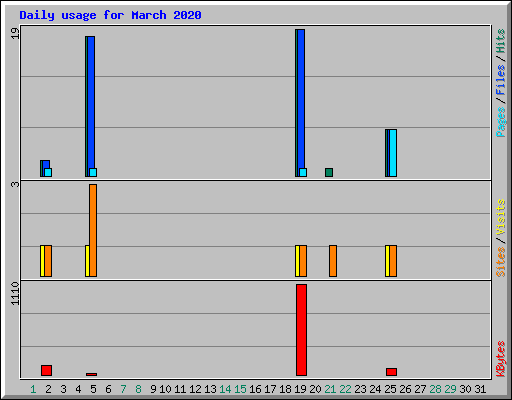 Daily usage for March 2020
19
3
1110
Pages/Files/Hits
Sites/Visits
KBytes
1 2 3 4 5 6 7 8 9 10 11 12 13 14 15 16 17 18 19 20 21 22 23 24 25 26 27 28 29 30 31